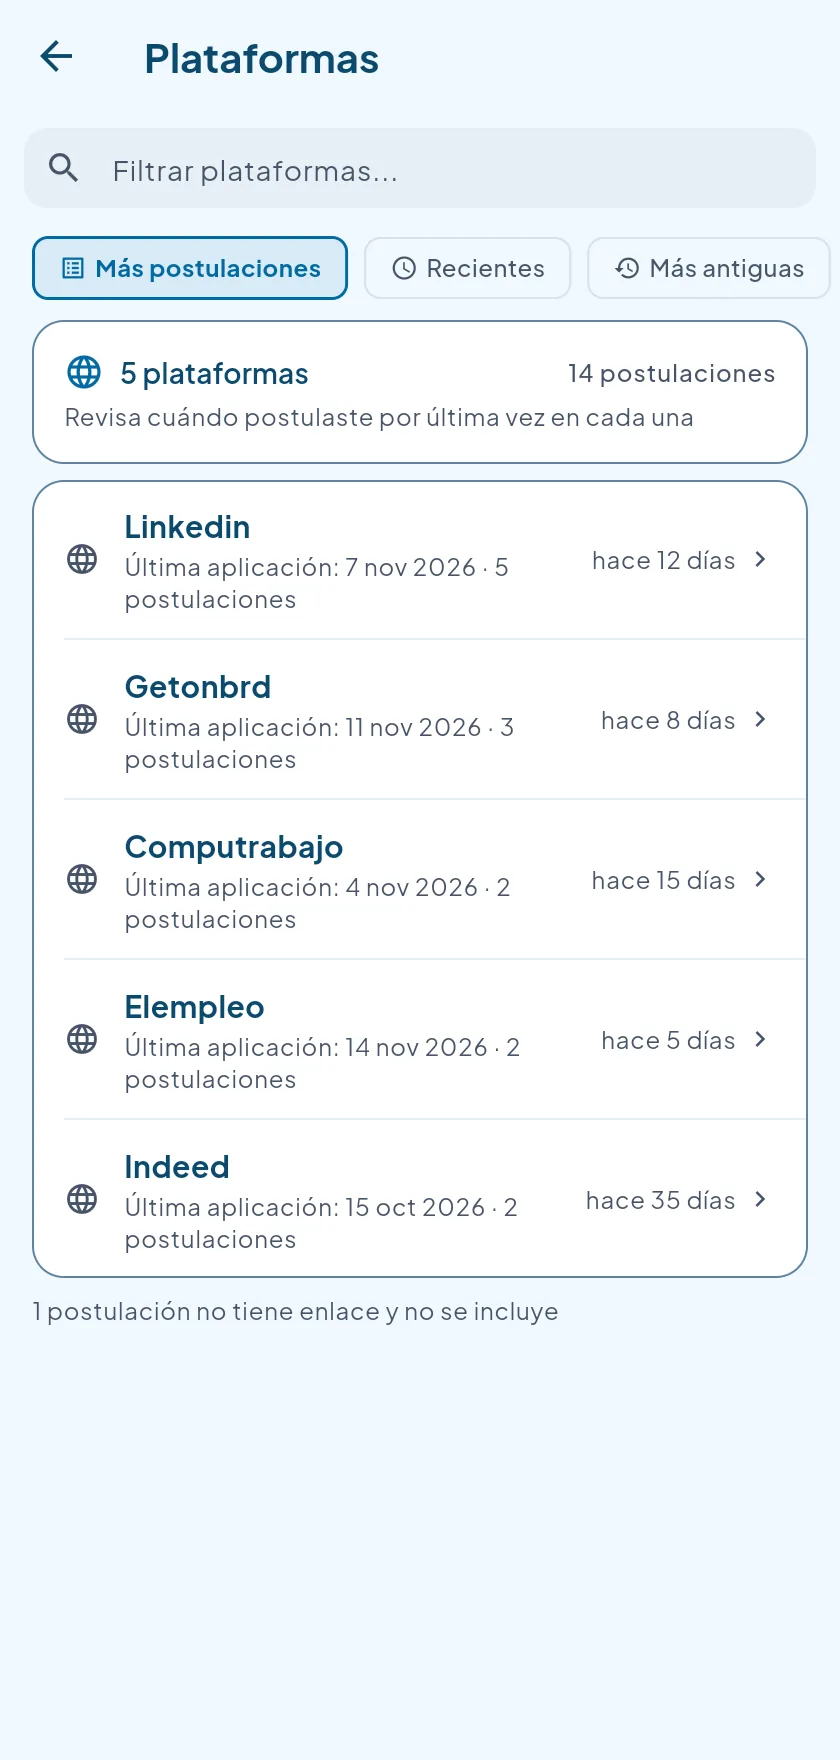 Plataformas
Filtrar plataformas...
Más postulaciones
Recientes
Más antiguas
5 plataformas
14 postulaciones
Revisa cuándo postulaste por última vez en cada una
Linkedin
Última aplicación: 7 nov 2026 · 5
postulaciones
hace 12 días
Getonbrd
Última aplicación: 11 nov 2026 · 3
postulaciones
hace 8 días
Computrabajo
Última aplicación: 4 nov 2026 · 2
postulaciones
hace 15 días
Elempleo
Última aplicación: 14 nov 2026 · 2
postulaciones
hace 5 días
Indeed
Última aplicación: 15 oct 2026 · 2
postulaciones
hace 35 días
1 postulación no tiene enlace y no se incluye